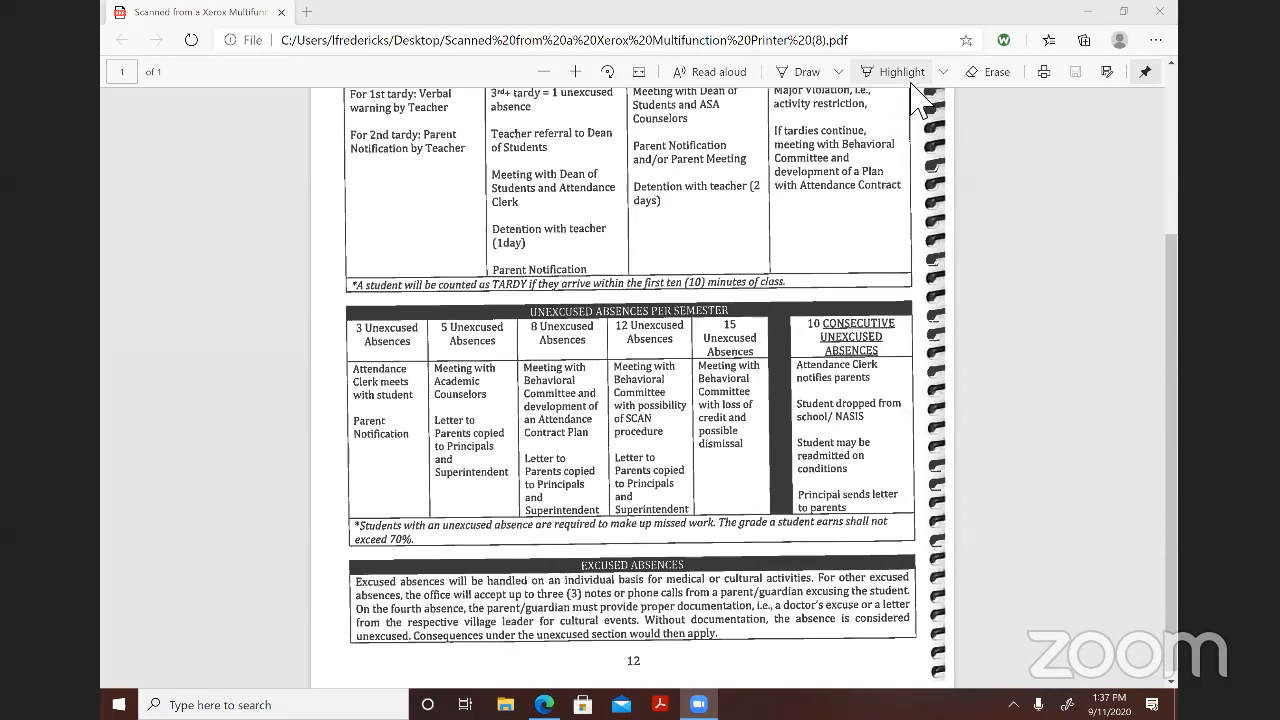 Scanned from a Xerox Multifunct
File
C:/Users/lfredericks/Desktop/Scanned%20from%20a%20Xerox%20Multifunction%20Printer%20(8).pdf
1 of 1
Read aloud
Draw
Highlight
Erase
For 1st tardy: Verbal
warning by Teacher
For 2nd tardy: Parent
Notification by Teacher
3rd+ tardy = 1 unexcused
absence
Teacher referral to Dean
of Students
Meeting with Dean of
Students and Attendance
Clerk
Detention with teacher
(1day)
Parent Notification
Meeting with Dean of
Students and ASA
Counselors
Parent Notification
and/or Parent Meeting
Detention with teacher (2
days)
Major Violation, i.e.,
activity restriction,
If tardies continue,
meeting with Behavioral
Committee and
development of a Plan
with Attendance Contract
*A student will be counted as TARDY if they arrive within the first ten (10) minutes of class.
UNEXCUSED ABSENCES PER SEMESTER
3 Unexcused
Absences
5 Unexcused
Absences
8 Unexcused
Absences
12 Unexcused
Absences
15
Unexcused
Absences
10 CONSECUTIVE
UNEXCUSED
ABSENCES
Attendance
Clerk meets
with student
Parent
Notification
Meeting with
Academic
Counselors
Letter to
Parents copied
to Principals
and
Superintendent
Meeting with
Behavioral
Committee and
development of
an Attendance
Contract Plan
Letter to
Parents copied
to Principals
and
Superintendent
Meeting with
Behavioral
Committee
with possibility
of SCAN
procedure
Letter to
Parents copied
to Principals
and
Superintendent
Meeting with
Behavioral
Committee
with loss of
credit and
possible
dismissal
Attendance Clerk
notifies parents
Student dropped from
school/ NASIS
Student may be
readmitted on
conditions
Principal sends letter
to parents
*Students with an unexcused absence are required to make up missed work. The grade a student earns shall not
exceed 70%.
EXCUSED ABSENCES
Excused absences will be handled on an individual basis for medical or cultural activities. For other excused
absences, the office will accept up to three (3) notes or phone calls from a parent/guardian excusing the student.
On the fourth absence, the parent/guardian must provide proper documentation, i.e., a doctor's excuse or a letter
from the respective village leader for cultural events. Without documentation, the absence is considered
unexcused. Consequences under the unexcused section would then apply.
12
zoom
Type here to search
1:37 PM
9/11/2020